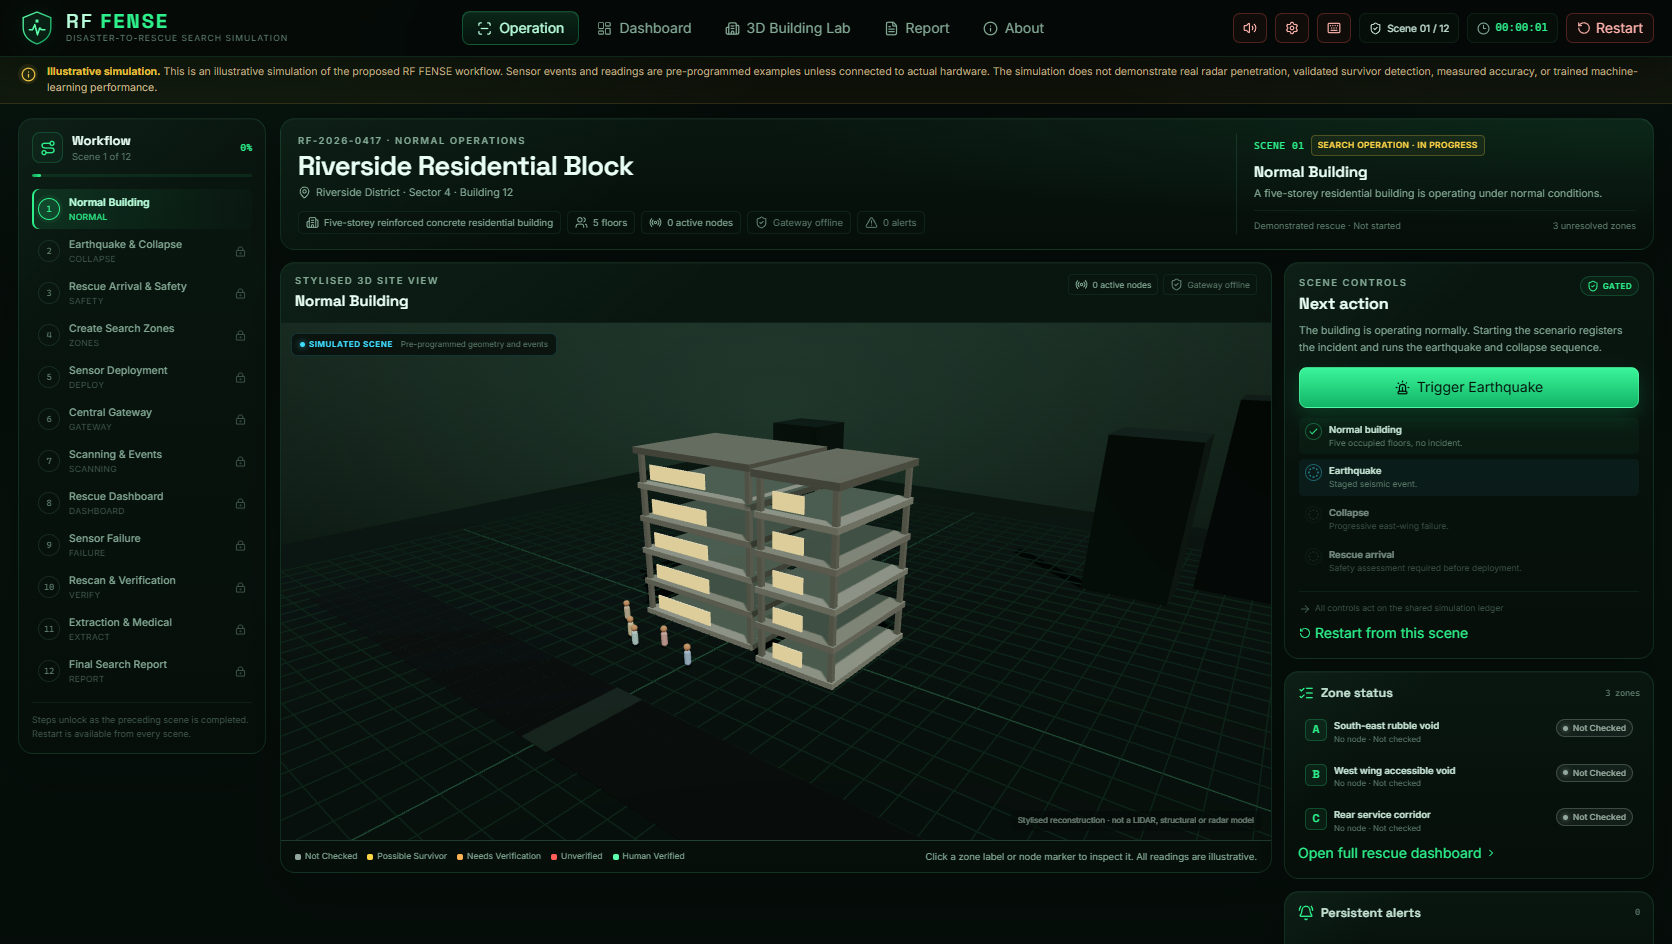 RF FENSE
DISASTER-TO-RESCUE SEARCH SIMULATION
Operation
Dashboard
3D Building Lab
Report
About
Scene 01 / 12
00:00:01
Restart
Illustrative simulation. This is an illustrative simulation of the proposed RF FENSE workflow. Sensor events and readings are pre-programmed examples unless connected to actual hardware. The simulation does not demonstrate real radar penetration, validated survivor detection, measured accuracy, or trained machine-
learning performance.
Workflow
Scene 1 of 12
0%
1
Normal Building
NORMAL
2
Earthquake & Collapse
COLLAPSE
3
Rescue Arrival & Safety
SAFETY
4
Create Search Zones
ZONES
5
Sensor Deployment
DEPLOY
6
Central Gateway
GATEWAY
7
Scanning & Events
SCANNING
8
Rescue Dashboard
DASHBOARD
9
Sensor Failure
FAILURE
10
Rescan & Verification
VERIFY
11
Extraction & Medical
EXTRACT
12
Final Search Report
REPORT
Steps unlock as the preceding scene is completed.
Restart is available from every scene.
RF-2026-0417 · NORMAL OPERATIONS
Riverside Residential Block
Riverside District · Sector 4 · Building 12
Five-storey reinforced concrete residential building
5 floors
0 active nodes
Gateway offline
0 alerts
SCENE 01
SEARCH OPERATION · IN PROGRESS
Normal Building
A five-storey residential building is operating under normal conditions.
Demonstrated rescue · Not started
3 unresolved zones
STYLISED 3D SITE VIEW
Normal Building
0 active nodes
Gateway offline
SIMULATED SCENE Pre-programmed geometry and events
Stylised reconstruction · not a LIDAR, structural or radar model
Not Checked
Possible Survivor
Needs Verification
Unverified
Human Verified
Click a zone label or node marker to inspect it. All readings are illustrative.
SCENE CONTROLS
Next action
GATED
The building is operating normally. Starting the scenario registers
the incident and runs the earthquake and collapse sequence.
Trigger Earthquake
Normal building
Five occupied floors, no incident.
Earthquake
Staged seismic event.
Collapse
Progressive east-wing failure.
Rescue arrival
Safety assessment required before deployment.
All controls act on the shared simulation ledger
Restart from this scene
Zone status
3 zones
A
South-east rubble void
No node · Not checked
Not Checked
B
West wing accessible void
No node · Not checked
Not Checked
C
Rear service corridor
No node · Not checked
Not Checked
Open full rescue dashboard
Persistent alerts
0